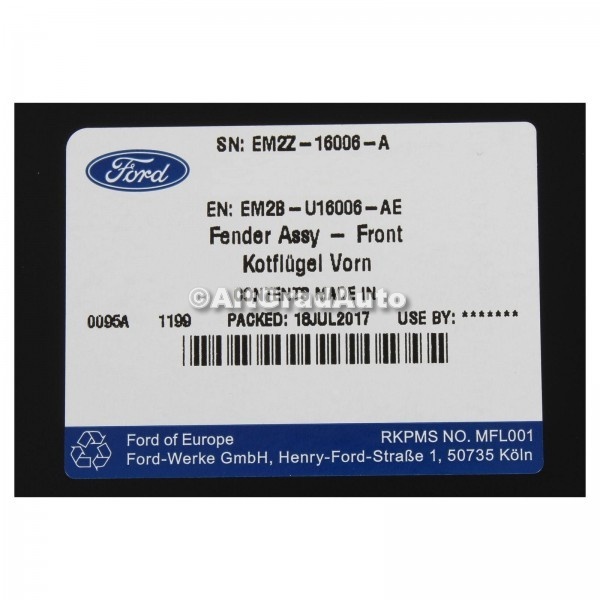 SN: EM2Z-16006-A
Ford
EN: EM2B-U16006-AE
Fender Assy - Front
Kotflügel Vorn
CONTENTS MADE IN
©ArtGrauAuto
0095A 1199 PACKED: 18JUL2017 USE BY: *******
Ford of Europe RKPMS NO. MFL001
Ford-Werke GmbH, Henry-Ford-Straße 1, 50735 Köln